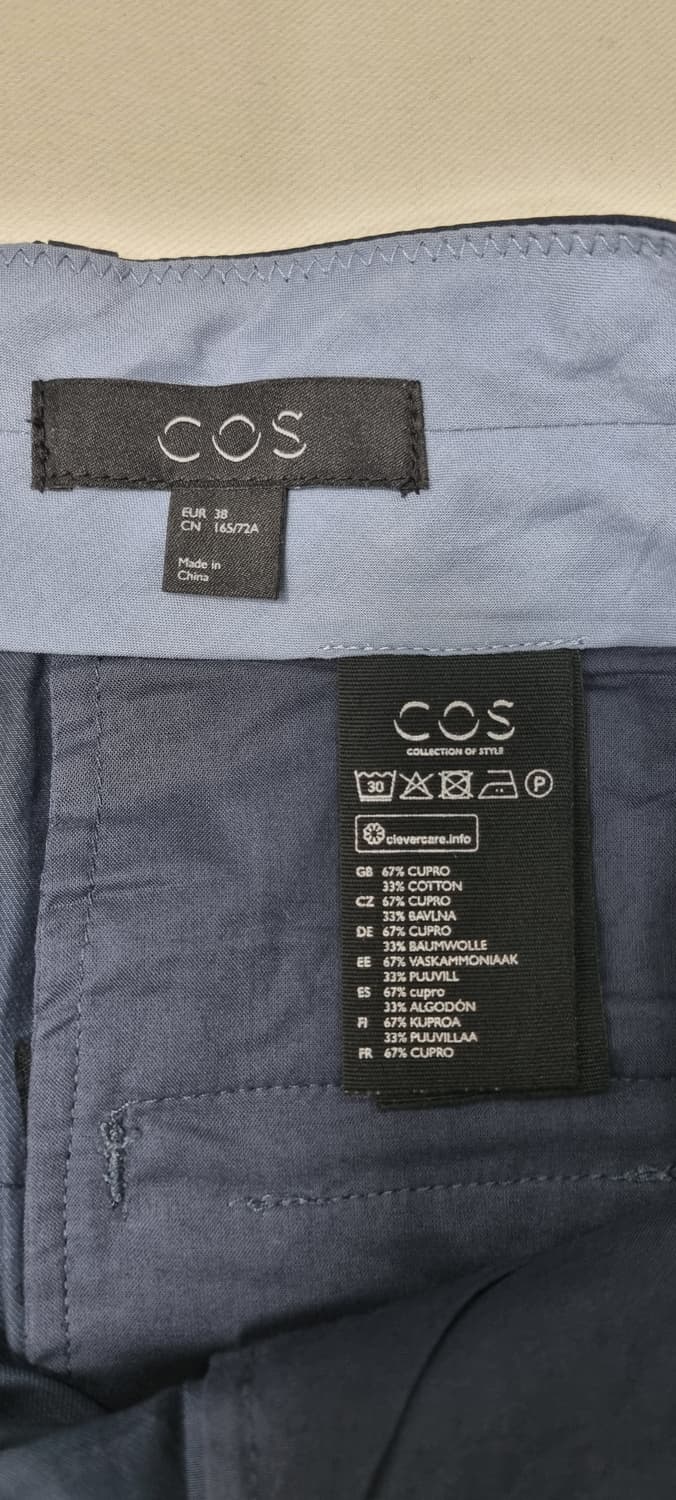 COS
EUR 38
CN 165/72A
Made in
China
COS
COLLECTION OF STYLE
30
P
clevercare.info
GB 67% CUPRO
33% COTTON
CZ 67% CUPRO
33% BAVLNA
DE 67% CUPRO
33% BAUMWOLLE
EE 67% VASKAMMONIAAK
33% PUUVILL
ES 67% cupro
33% ALGODÓN
FI 67% KUPROA
33% PUUVILLAA
FR 67% CUPRO